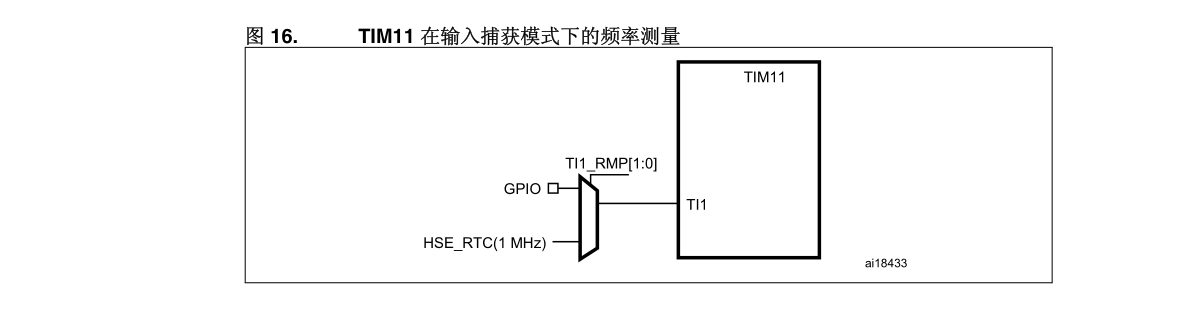 图 16. TIM11 在输入捕获模式下的频率测量
TIM11
TI1_RMP[1:0]
GPIO
TI1
HSE_RTC(1 MHz)
ai18433